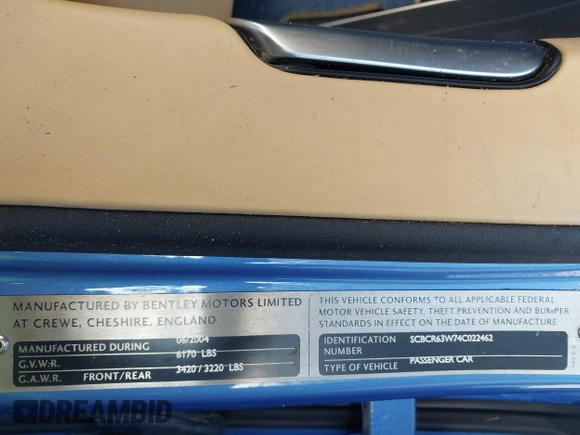 MANUFACTURED BY BENTLEY MOTORS LIMITED
AT CREWE, CHESHIRE, ENGLAND
MANUFACTURED DURING 06/2004
G.V.W.R. 6170 LBS
G.A.W.R. FRONT/REAR 3420 / 3220 LBS
THIS VEHICLE CONFORMS TO ALL APPLICABLE FEDERAL
MOTOR VEHICLE SAFETY, THEFT PREVENTION AND BUMPER
STANDARDS IN EFFECT ON THE DATE OF MANUFACTURE
IDENTIFICATION NUMBER SCBCR63W74C022462
TYPE OF VEHICLE PASSENGER CAR
DREAMBID